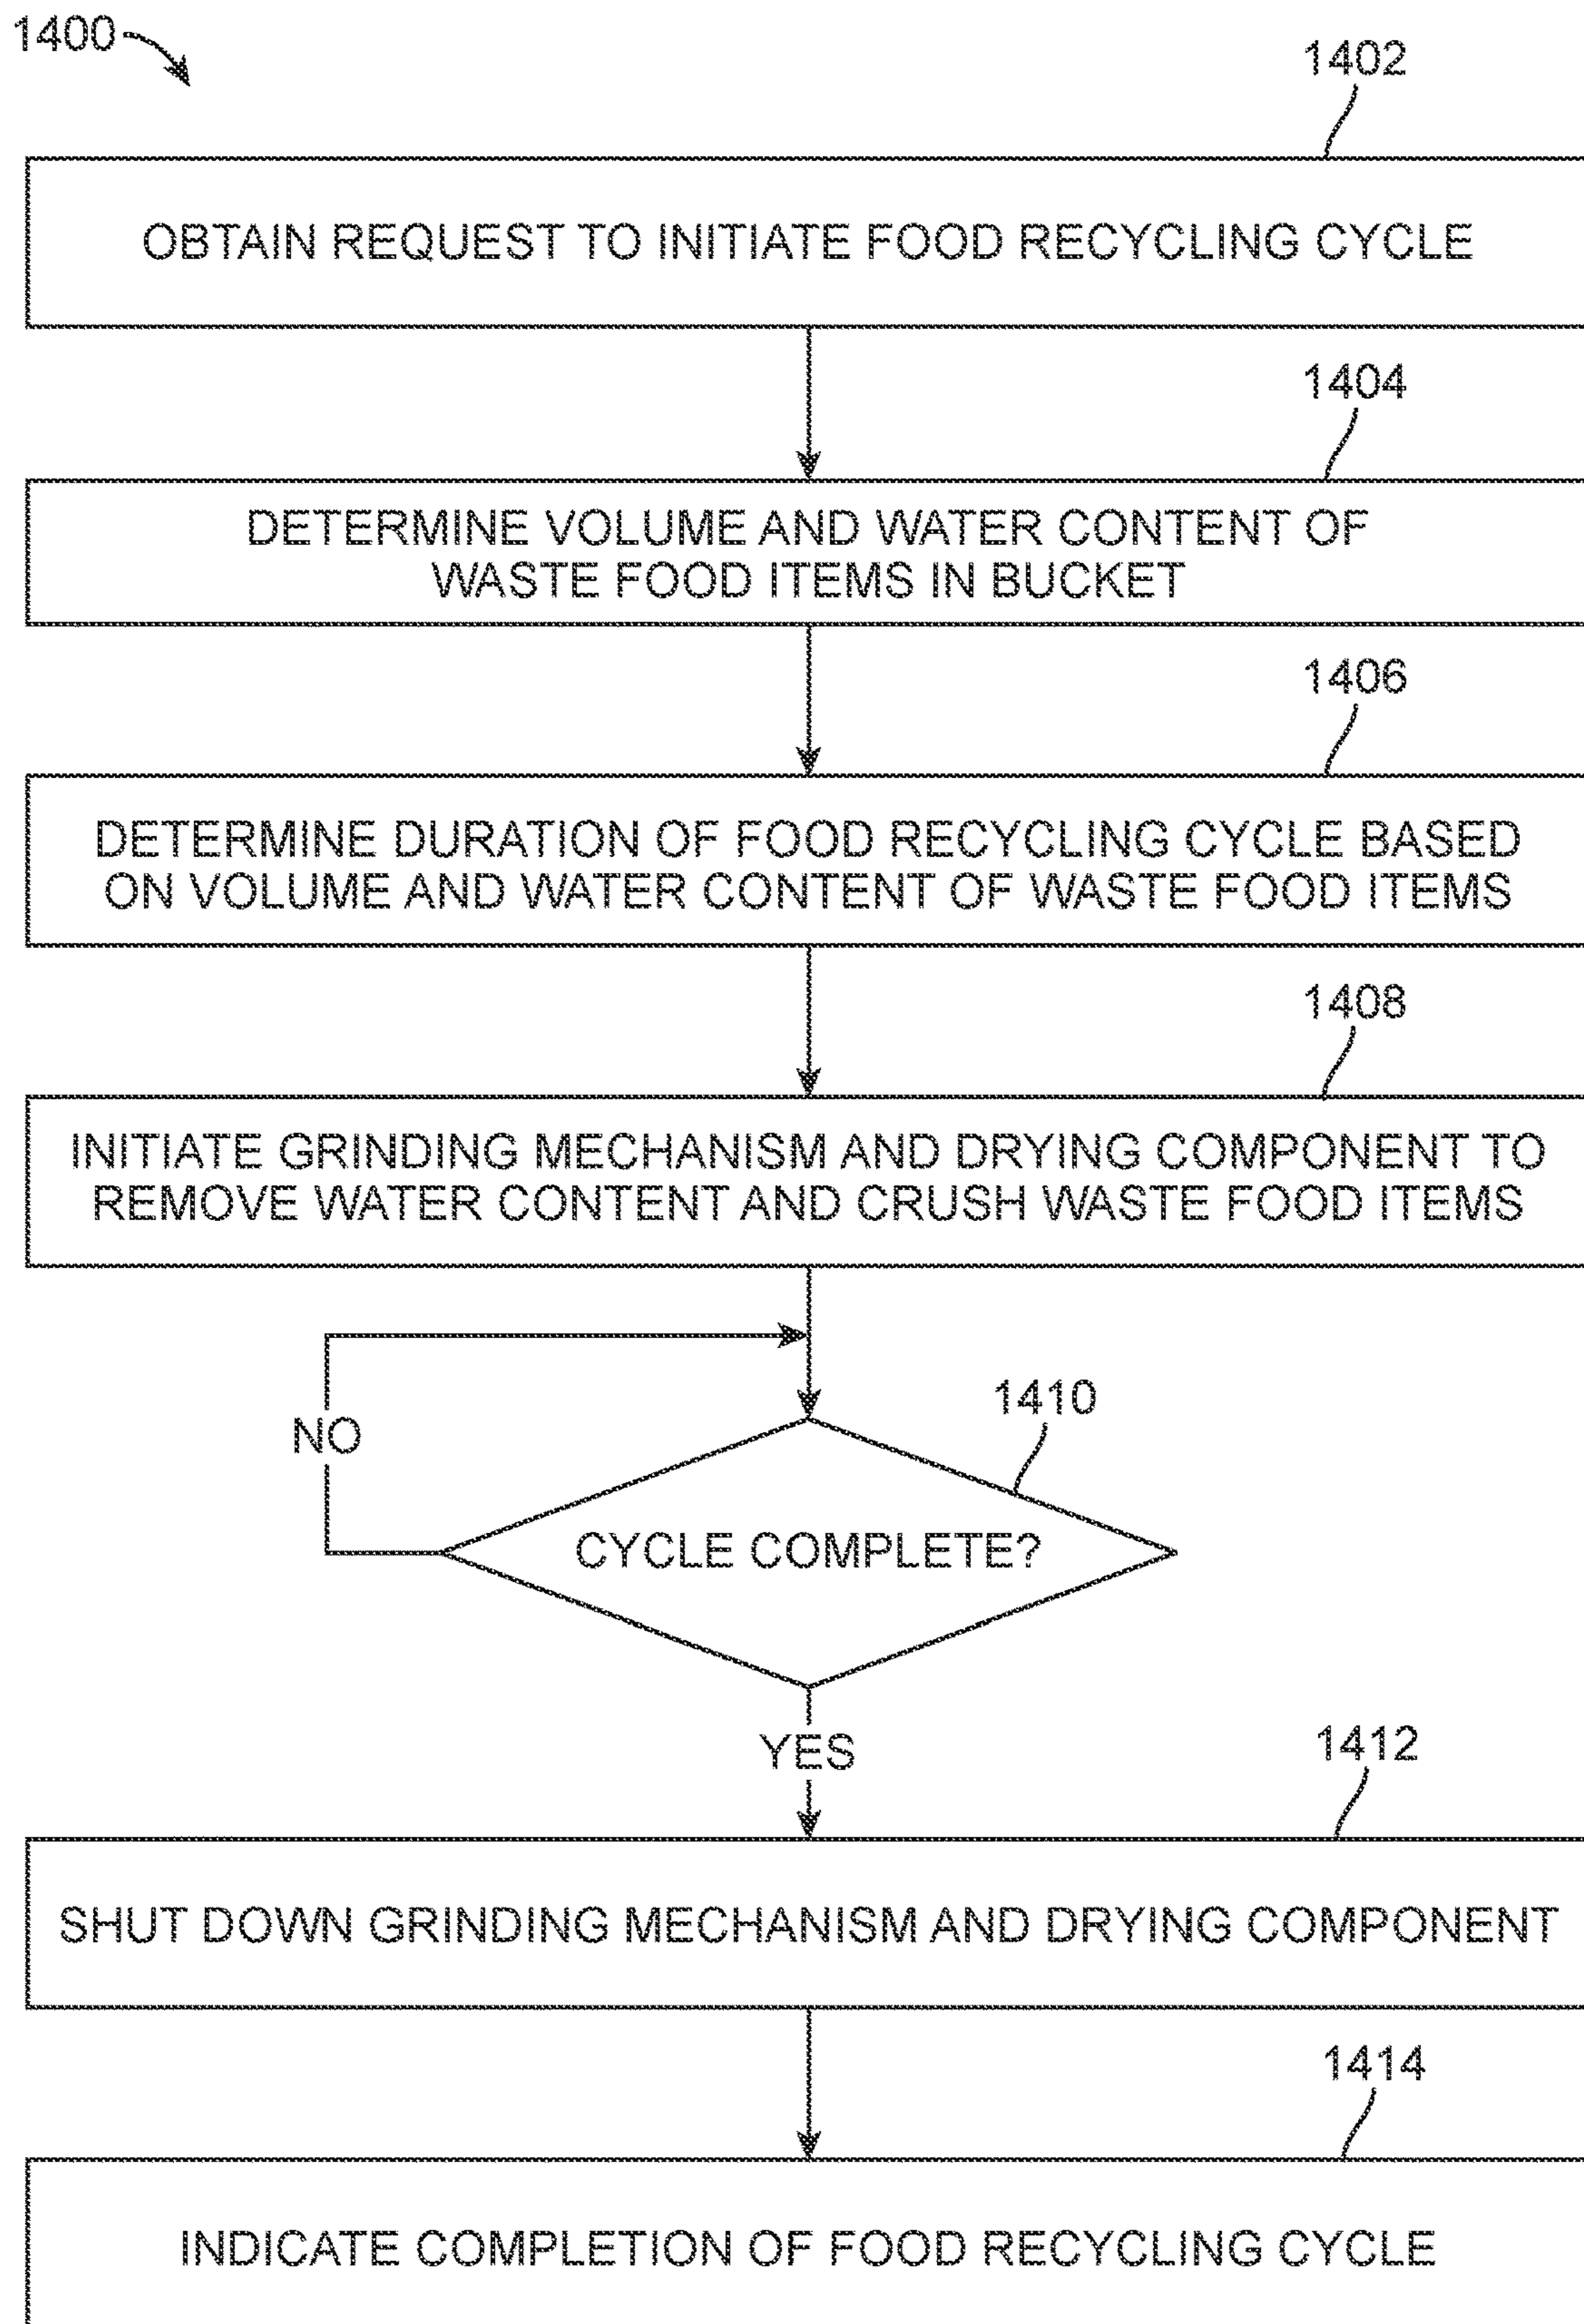 1400
1402
OBTAIN REQUEST TO INITIATE FOOD RECYCLING CYCLE
1404
DETERMINE VOLUME AND WATER CONTENT OF
WASTE FOOD ITEMS IN BUCKET
1406
DETERMINE DURATION OF FOOD RECYCLING CYCLE BASED
ON VOLUME AND WATER CONTENT OF WASTE FOOD ITEMS
1408
INITIATE GRINDING MECHANISM AND DRYING COMPONENT TO
REMOVE WATER CONTENT AND CRUSH WASTE FOOD ITEMS
1410
NO
CYCLE COMPLETE?
YES
1412
SHUT DOWN GRINDING MECHANISM AND DRYING COMPONENT
1414
INDICATE COMPLETION OF FOOD RECYCLING CYCLE